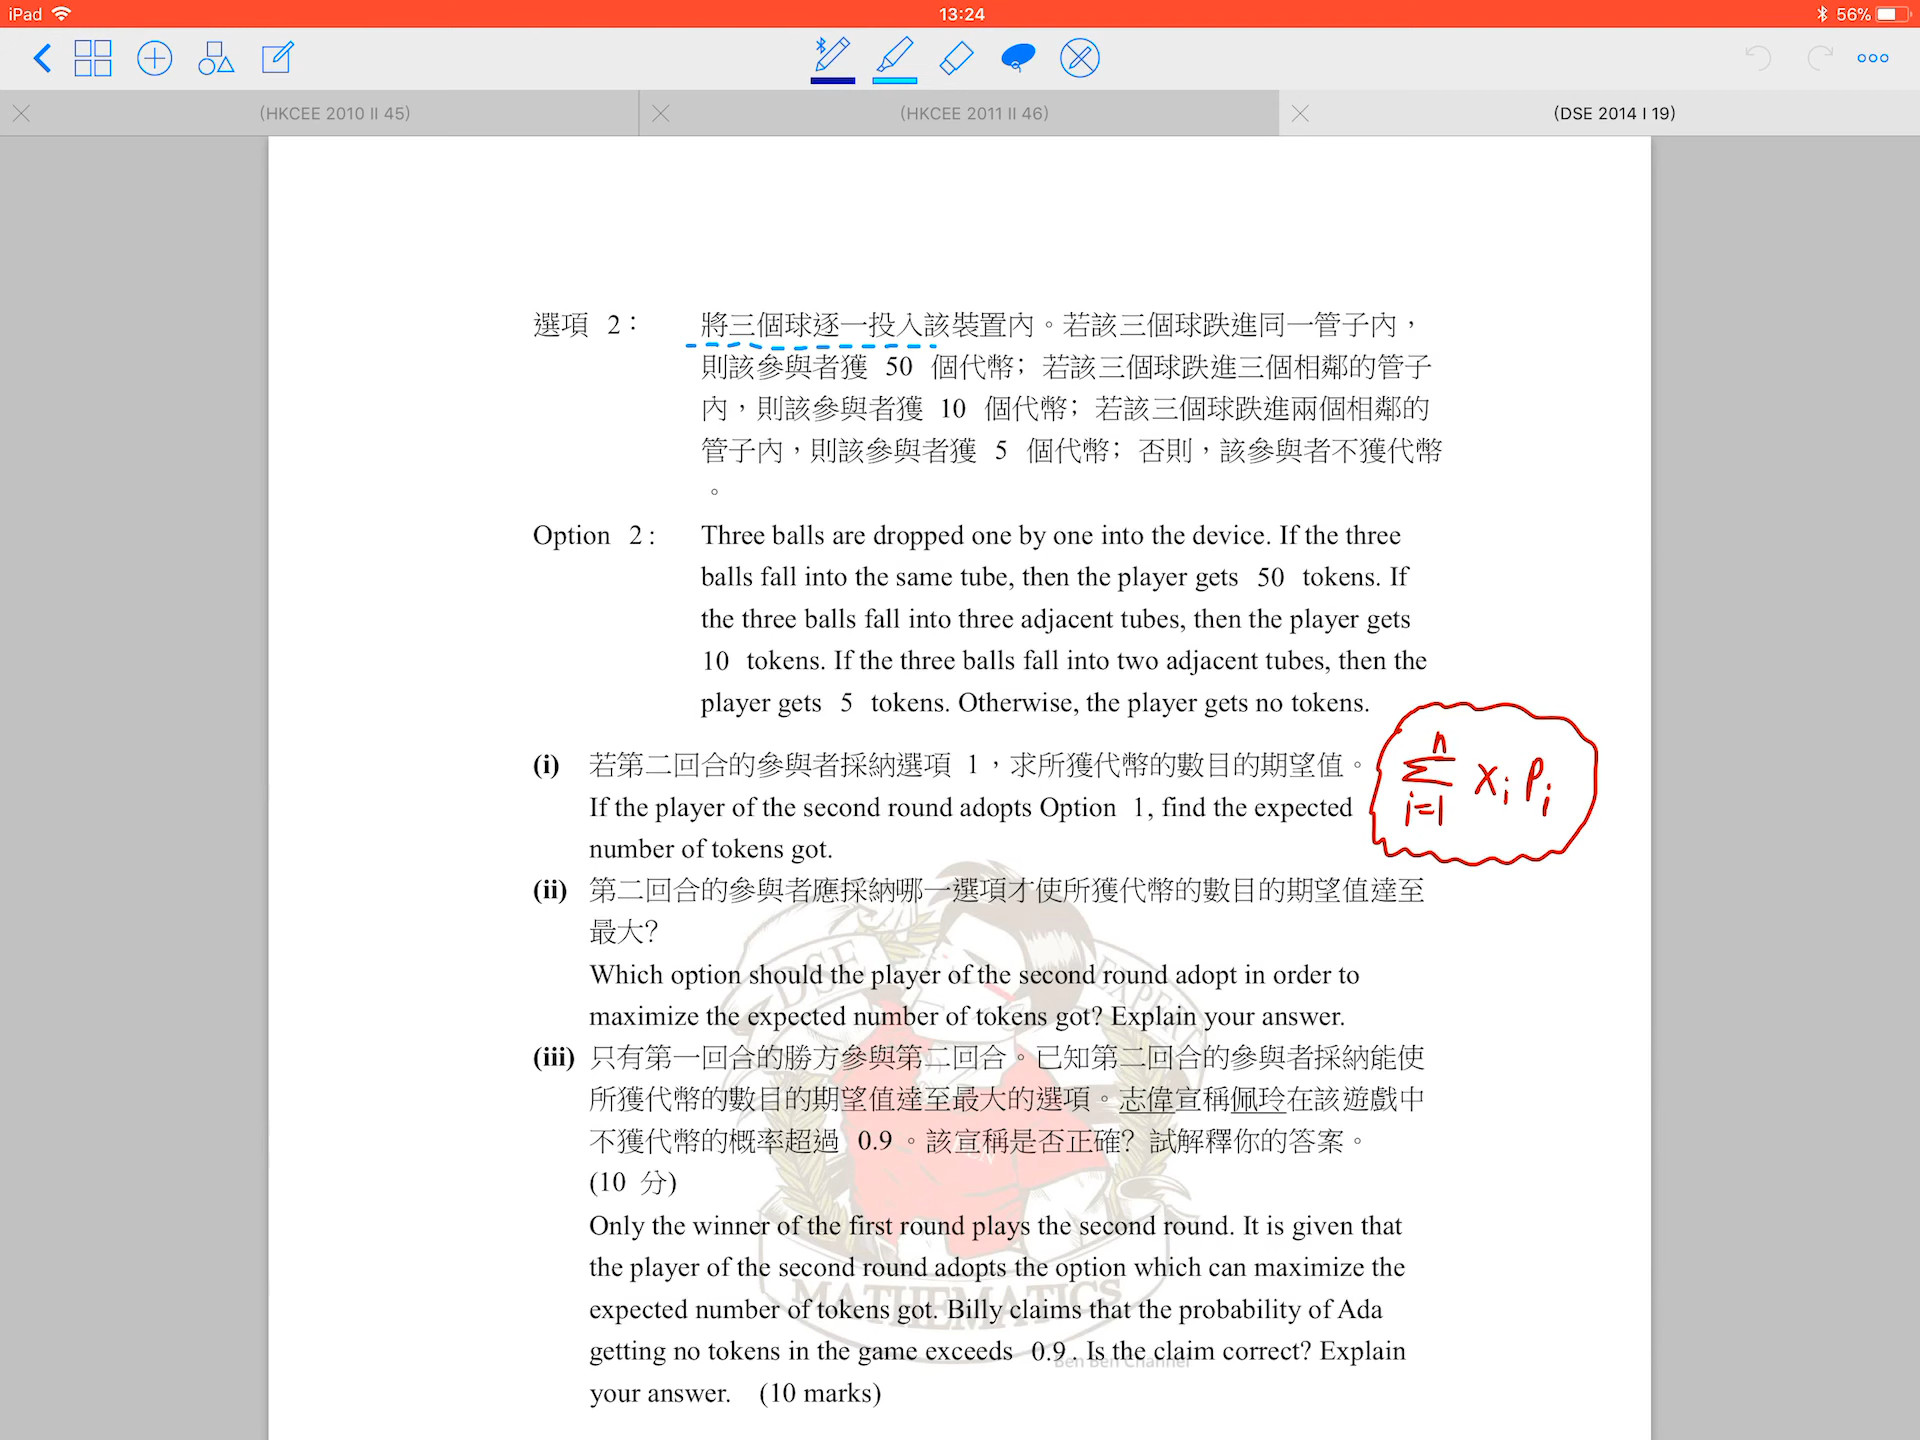 iPad
13:24
56%
(HKCEE 2010 II 45)
(HKCEE 2011 II 46)
(DSE 2014 I 19)
選項 2：
將三個球逐一投入該裝置內。若該三個球跌進同一管子內，
則該參與者獲 50 個代幣；若該三個球跌進三個相鄰的管子
內，則該參與者獲 10 個代幣；若該三個球跌進兩個相鄰的
管子內，則該參與者獲 5 個代幣；否則，該參與者不獲代幣
。
Option 2 :
Three balls are dropped one by one into the device. If the three
balls fall into the same tube, then the player gets 50 tokens. If
the three balls fall into three adjacent tubes, then the player gets
10 tokens. If the three balls fall into two adjacent tubes, then the
player gets 5 tokens. Otherwise, the player gets no tokens.
(i) 若第二回合的參與者採納選項 1，求所獲代幣的數目的期望值。
If the player of the second round adopts Option 1, find the expected
number of tokens got.
n
Σ xi Pi
i=1
(ii) 第二回合的參與者應採納哪一選項才使所獲代幣的數目的期望值達至
最大？
Which option should the player of the second round adopt in order to
maximize the expected number of tokens got? Explain your answer.
(iii) 只有第一回合的勝方參與第二回合。已知第二回合的參與者採納能使
所獲代幣的數目的期望值達至最大的選項。志偉宣稱佩玲在該遊戲中
不獲代幣的概率超過 0.9。該宣稱是否正確？試解釋你的答案。
(10 分)
Only the winner of the first round plays the second round. It is given that
the player of the second round adopts the option which can maximize the
expected number of tokens got. Billy claims that the probability of Ada
getting no tokens in the game exceeds 0.9. Is the claim correct? Explain
your answer. (10 marks)
DSE
EXPERT
MATHEMATICS
Ben Ben Channel